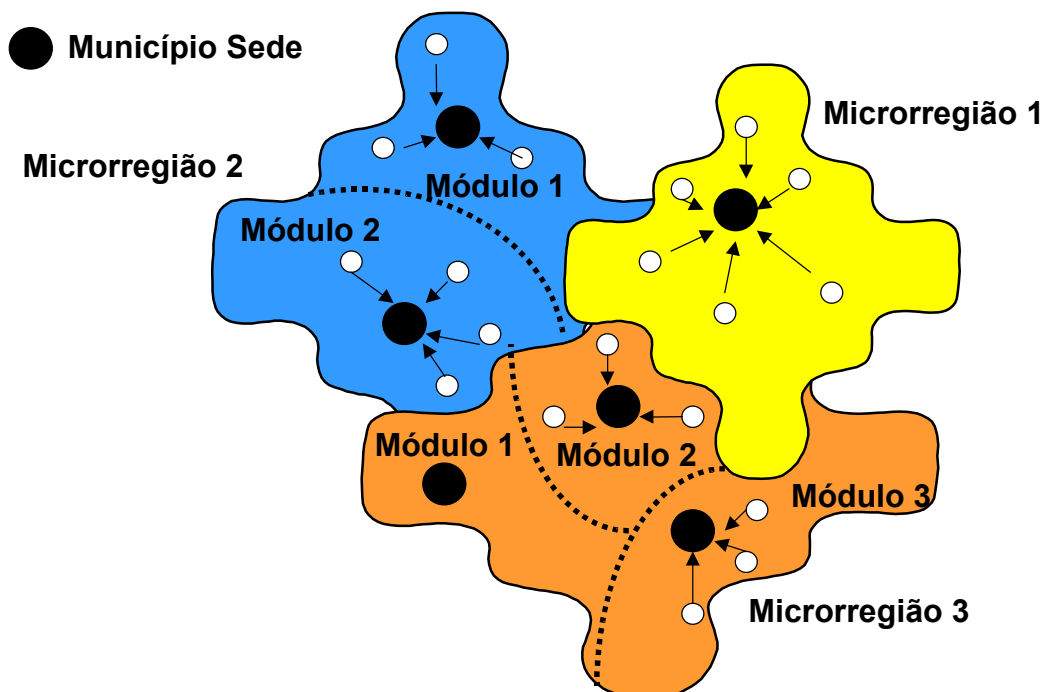 Município Sede
Microrregião 1
Microrregião 2
Módulo 1
Módulo 2
Módulo 1
Módulo 2
Módulo 3
Microrregião 3